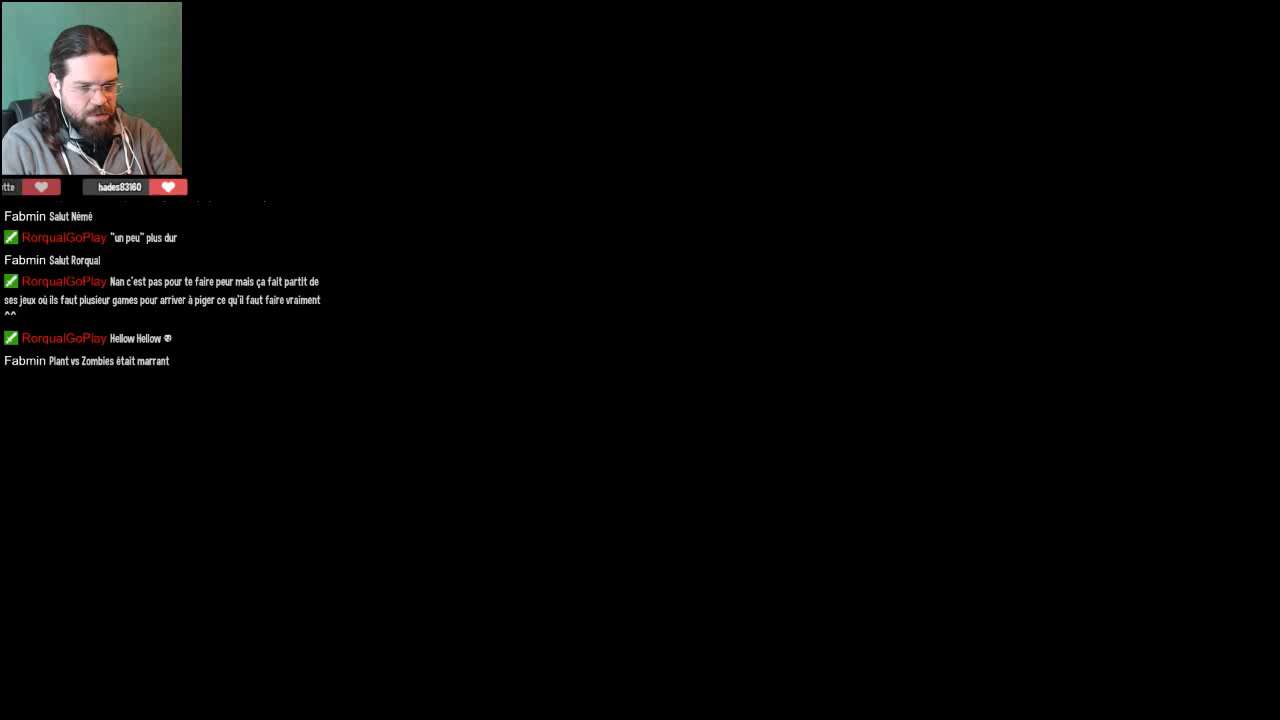 tte hades83160
Fabmin Salut Némé
RorqualGoPlay "un peu" plus dur
Fabmin Salut Rorqual
RorqualGoPlay Nan c'est pas pour te faire peur mais ça fait partit de
ses jeux où ils faut plusieur games pour arriver à piger ce qu'il faut faire vraiment
^^
RorqualGoPlay Hellow Hellow
Fabmin Plant vs Zombies était marrant